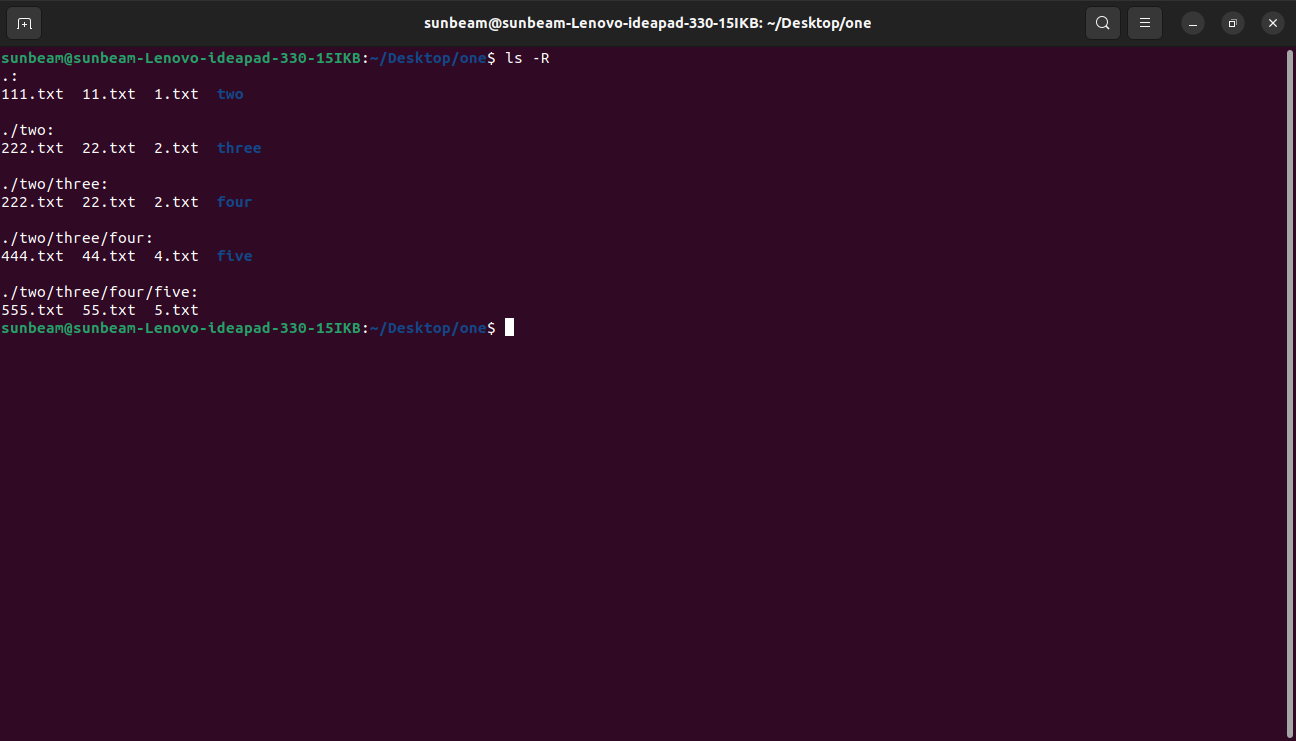 sunbeam@sunbeam-Lenovo-ideapad-330-15IKB: ~/Desktop/one
sunbeam@sunbeam-Lenovo-ideapad-330-15IKB:~/Desktop/one$ ls -R
.:
111.txt  11.txt  1.txt  two
./two:
222.txt  22.txt  2.txt  three
./two/three:
222.txt  22.txt  2.txt  four
./two/three/four:
444.txt  44.txt  4.txt  five
./two/three/four/five:
555.txt  55.txt  5.txt
sunbeam@sunbeam-Lenovo-ideapad-330-15IKB:~/Desktop/one$